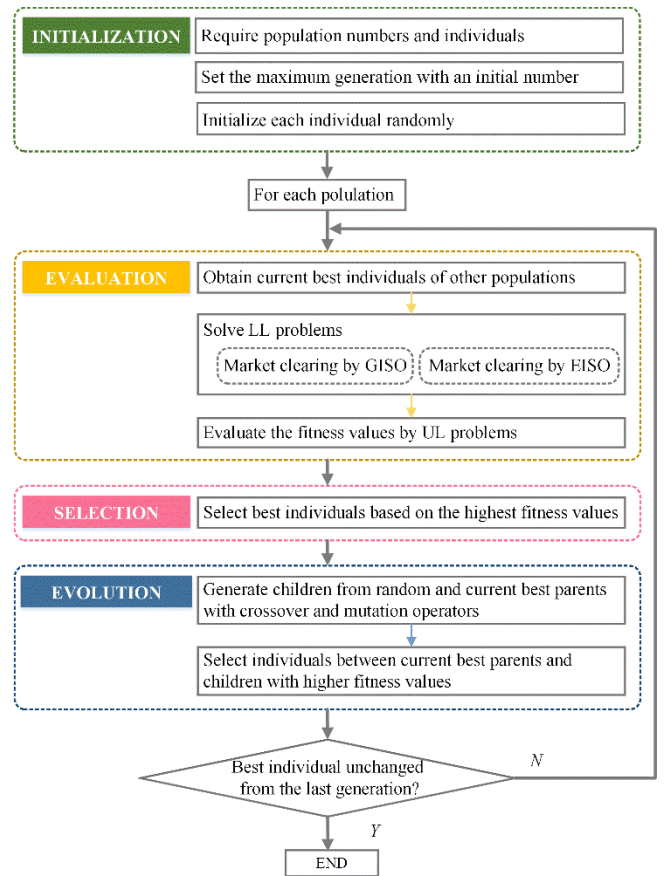 INITIALIZATION
Require population numbers and individuals
Set the maximum generation with an initial number
Initialize each individual randomly
For each polulation
EVALUATION
Obtain current best individuals of other populations
Solve LL problems
Market clearing by GISO
Market clearing by EISO
Evaluate the fitness values by UL problems
SELECTION
Select best individuals based on the highest fitness values
EVOLUTION
Generate children from random and current best parents
with crossover and mutation operators
Select individuals between current best parents and
children with higher fitness values
Best individual unchanged
from the last generation?
N
Y
END